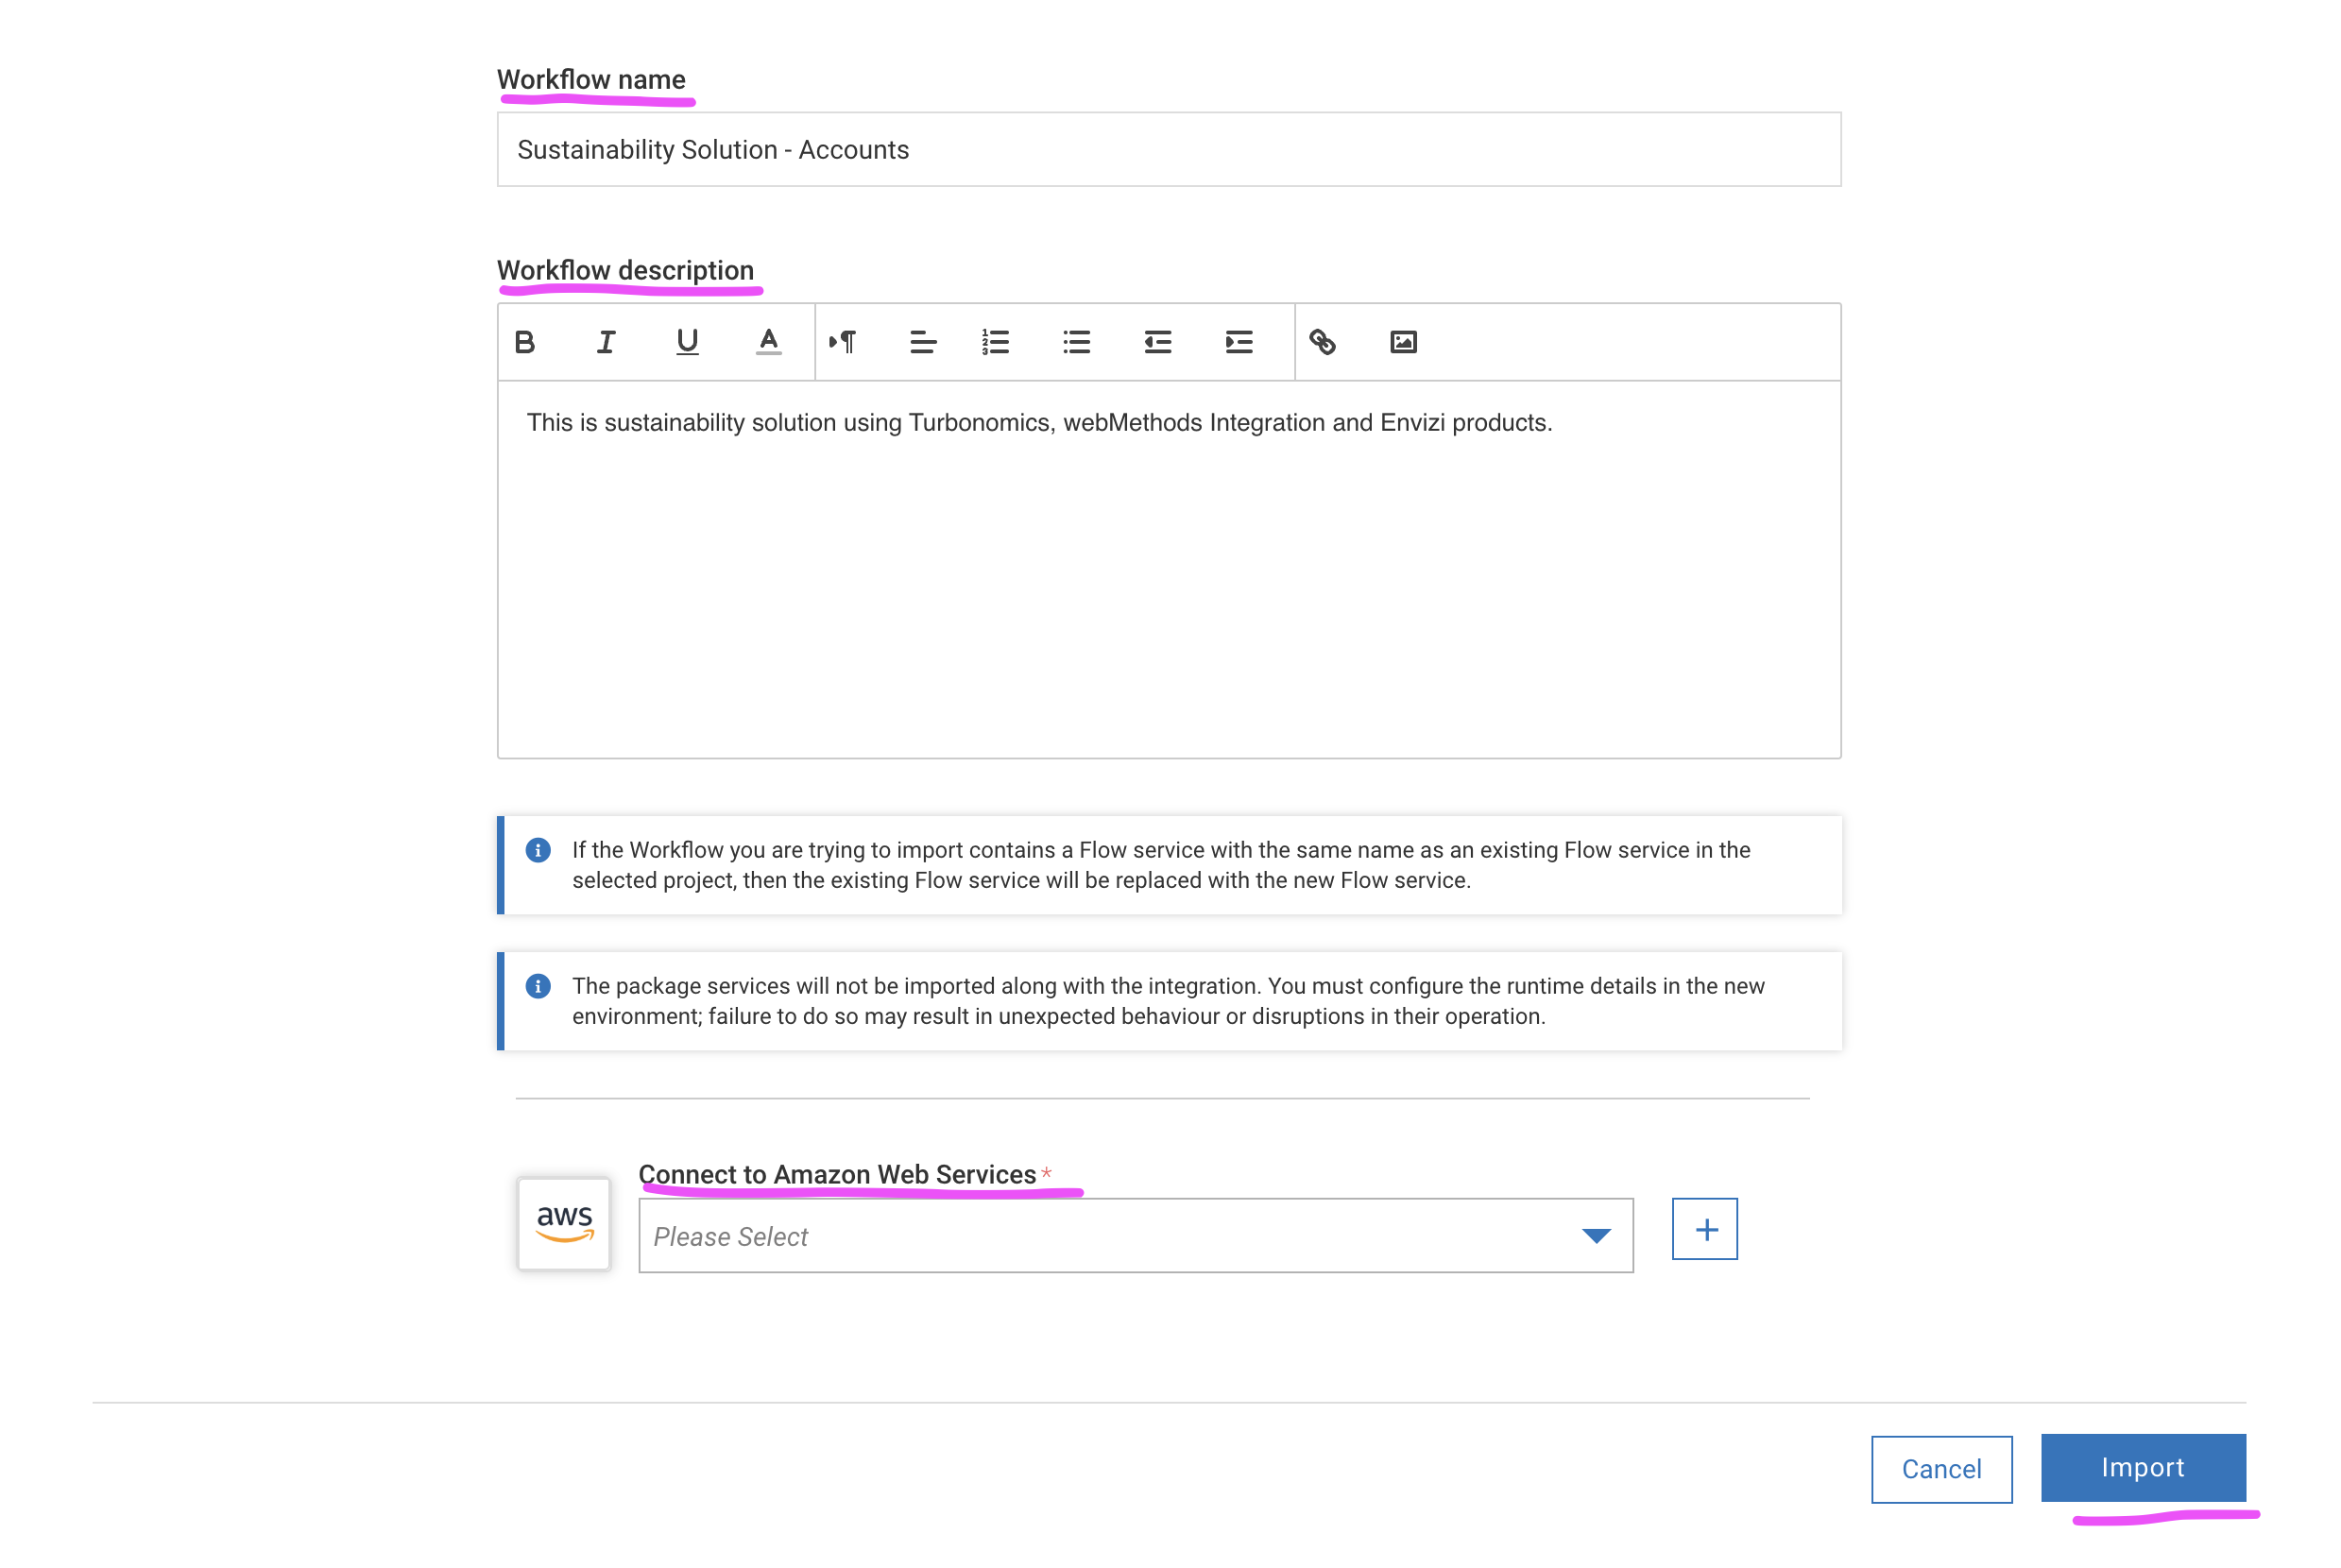 Workflow name
Sustainability Solution - Accounts
Workflow description
B I U A
This is sustainability solution using Turbonomics, webMethods Integration and Envizi products.
If the Workflow you are trying to import contains a Flow service with the same name as an existing Flow service in the
selected project, then the existing Flow service will be replaced with the new Flow service.
The package services will not be imported along with the integration. You must configure the runtime details in the new
environment; failure to do so may result in unexpected behaviour or disruptions in their operation.
Connect to Amazon Web Services*
aws
Please Select
+
Cancel
Import